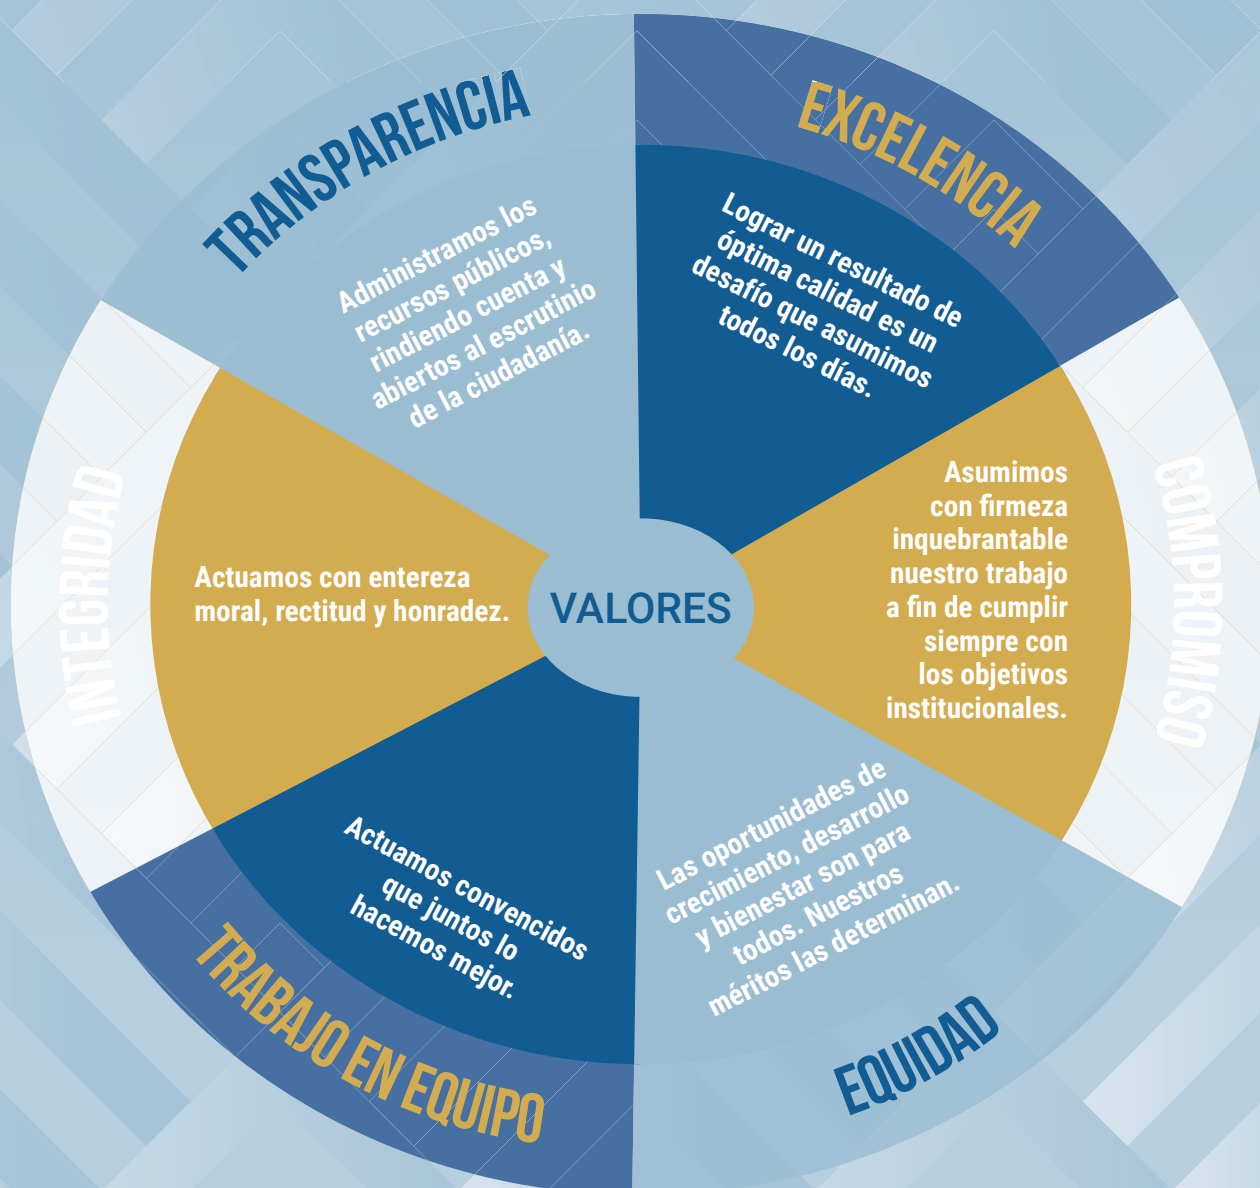 TRANSPARENCIA
Administramos los
recursos públicos,
rindiendo cuenta y
abiertos al escrutinio
de la ciudadanía.
EXCELENCIA
Lograr un resultado de
óptima calidad es un
desafío que asumimos
todos los días.
COMPROMISO
Asumimos
con firmeza
inquebrantable
nuestro trabajo
a fin de cumplir
siempre con
los objetivos
institucionales.
EQUIDAD
Las oportunidades de
crecimiento, desarrollo
y bienestar son para
todos. Nuestros
méritos las determinan.
TRABAJO EN EQUIPO
Actuamos convencidos
que juntos lo
hacemos mejor.
INTEGRIDAD
Actuamos con entereza
moral, rectitud y honradez.
VALORES